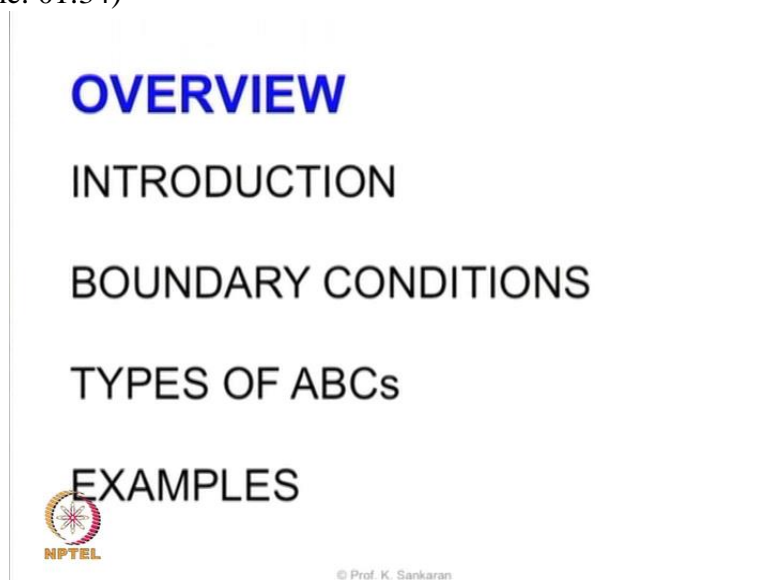 OVERVIEW
INTRODUCTION
BOUNDARY CONDITIONS
TYPES OF ABCs
EXAMPLES
NPTEL
© Prof. K. Sankaran